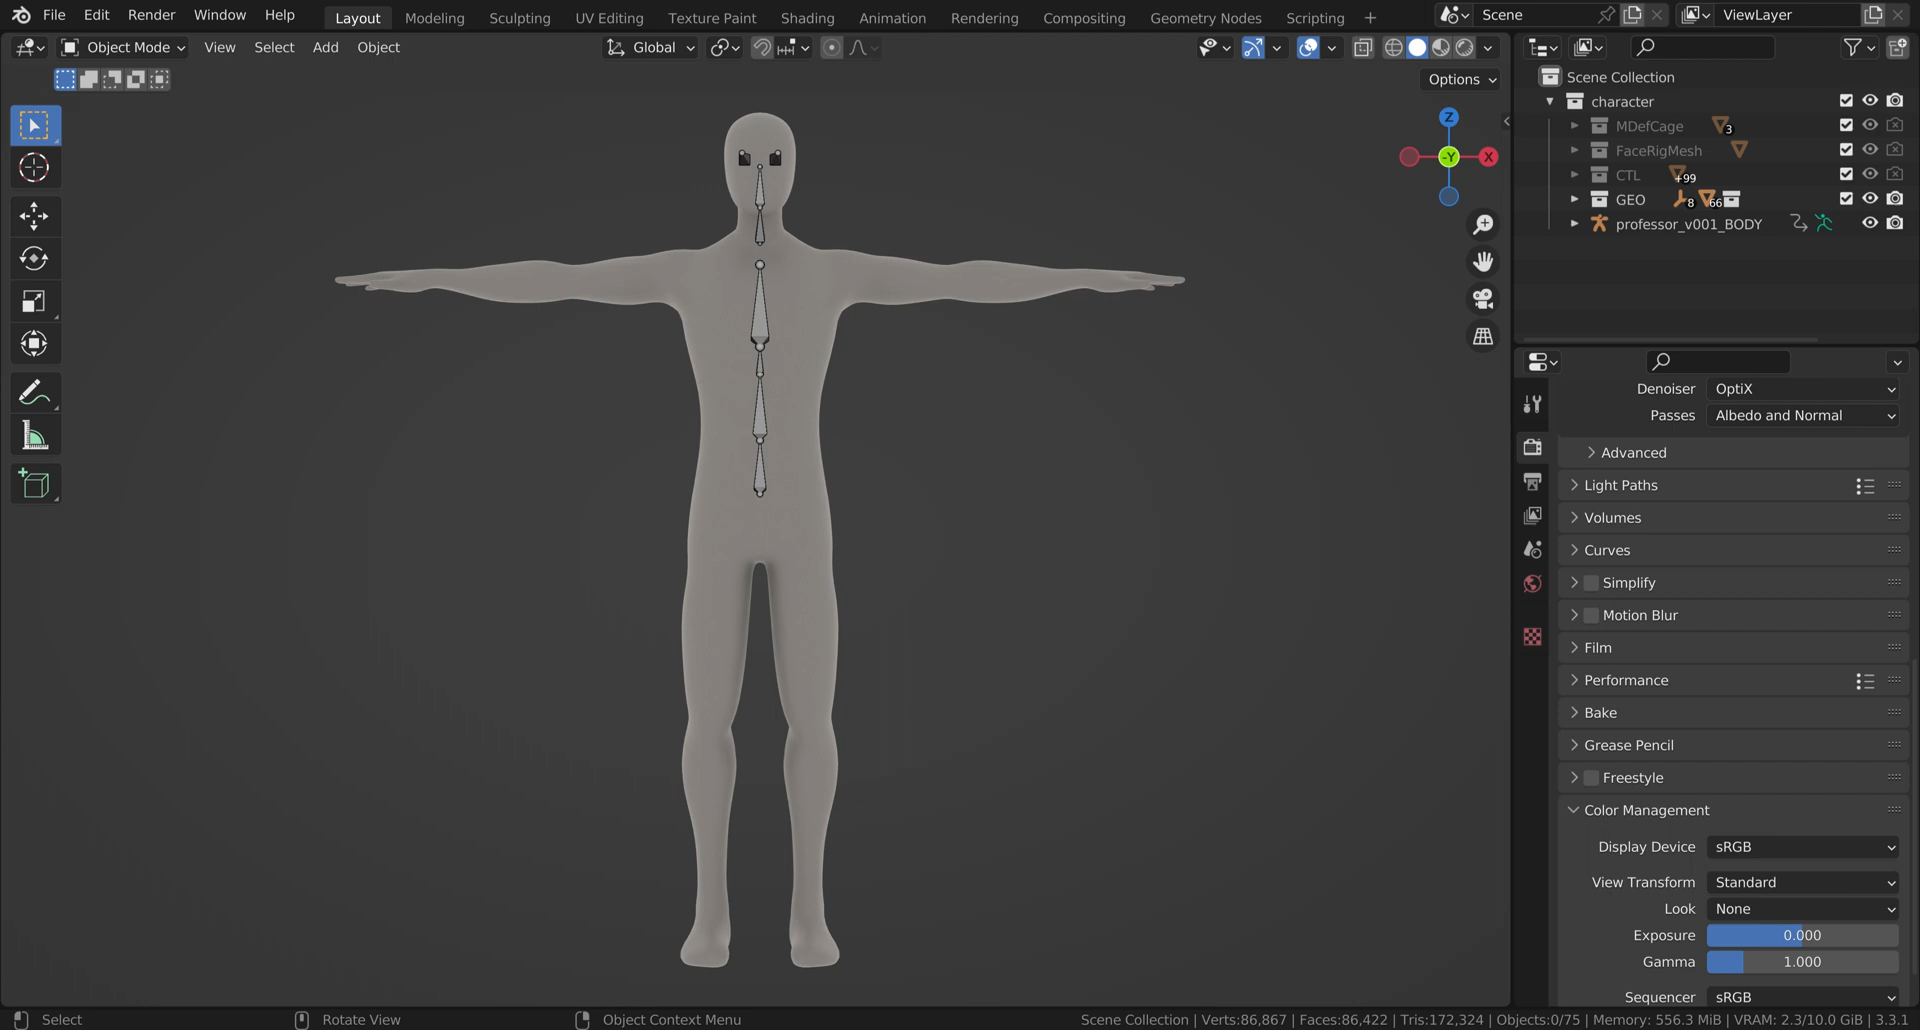 File Edit Render Window Help Layout Modeling Sculpting UV Editing Texture Paint Shading Animation Rendering Compositing Geometry Nodes Scripting + Scene ViewLayer
Object Mode View Select Add Object Global
Options
Z
-Y X
Scene Collection
character
MDefCage 3
FaceRigMesh
CTL +99
GEO 8 66
professor_v001_BODY
Denoiser OptiX
Passes Albedo and Normal
Advanced
Light Paths
Volumes
Curves
Simplify
Motion Blur
Film
Performance
Bake
Grease Pencil
Freestyle
Color Management
Display Device sRGB
View Transform Standard
Look None
Exposure 0.000
Gamma 1.000
Sequencer sRGB
Select Rotate View Object Context Menu Scene Collection | Verts:86,867 | Faces:86,422 | Tris:172,324 | Objects:0/75 | Memory: 556.3 MiB | VRAM: 2.3/10.0 GiB | 3.3.1